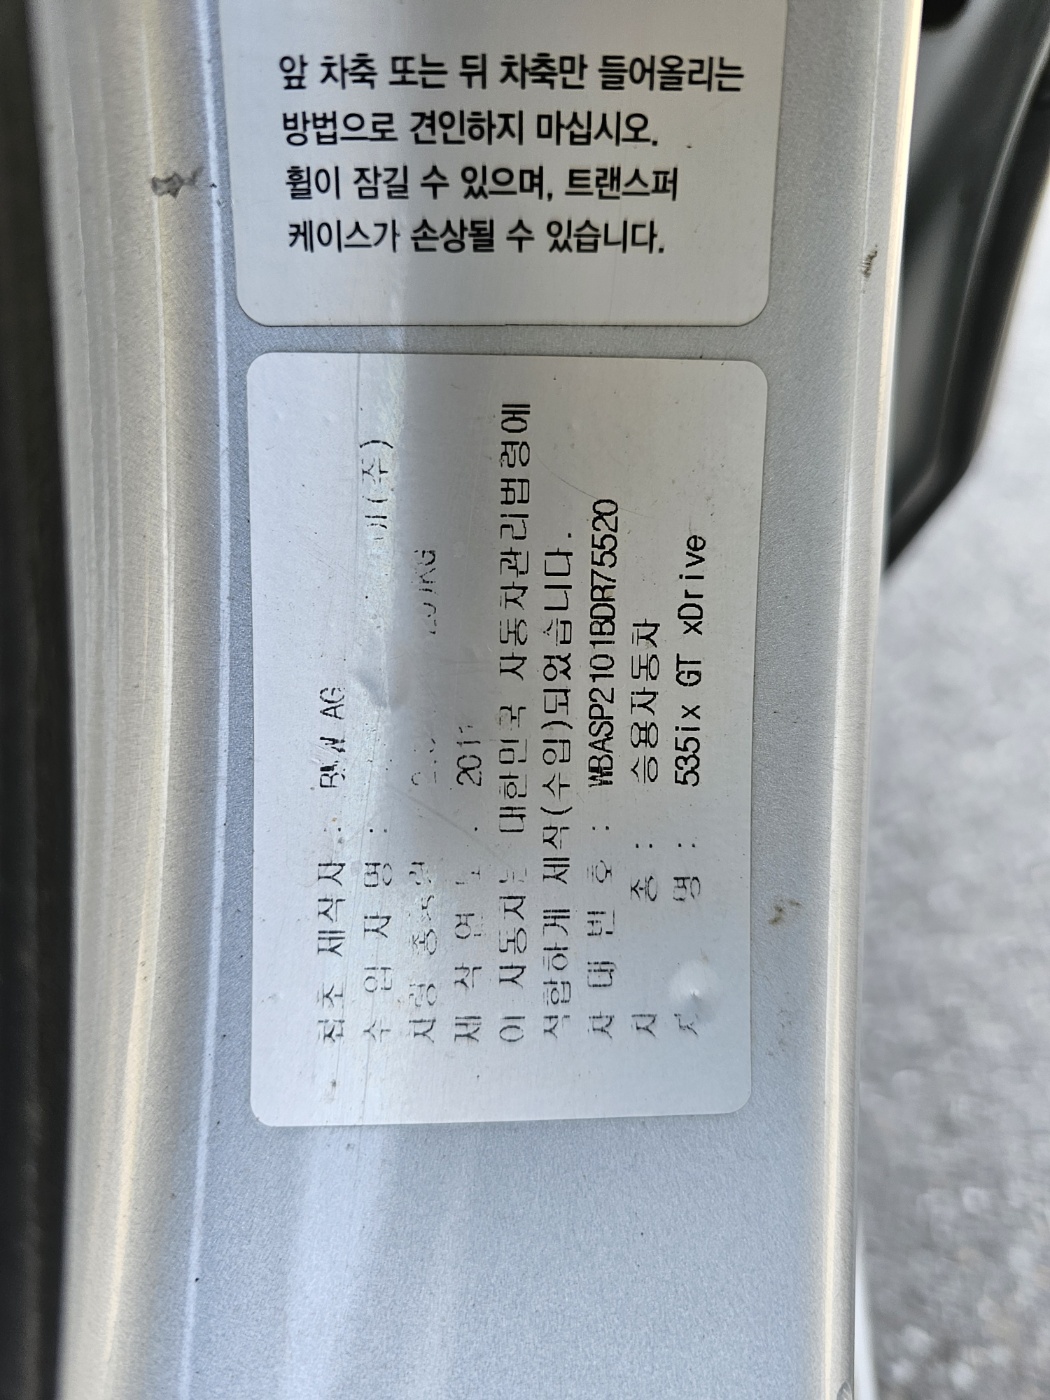 앞 차축 또는 뒤 차축만 들어올리는
방법으로 견인하지 마십시오.
휠이 잠길 수 있으며, 트랜스퍼
케이스가 손상될 수 있습니다.
제작자 : BMW AG
수 입 자 명 : (주)
차량총중량 KG
제 작 연 도 :
이 자동차는 대한민국 자동차관리법령에
적합하게 제작(수입)되었습니다.
차 대 번 호 : WBASP2101BDR75520
차 종 : 승용자동차
차 명 : 535ix GT xDrive